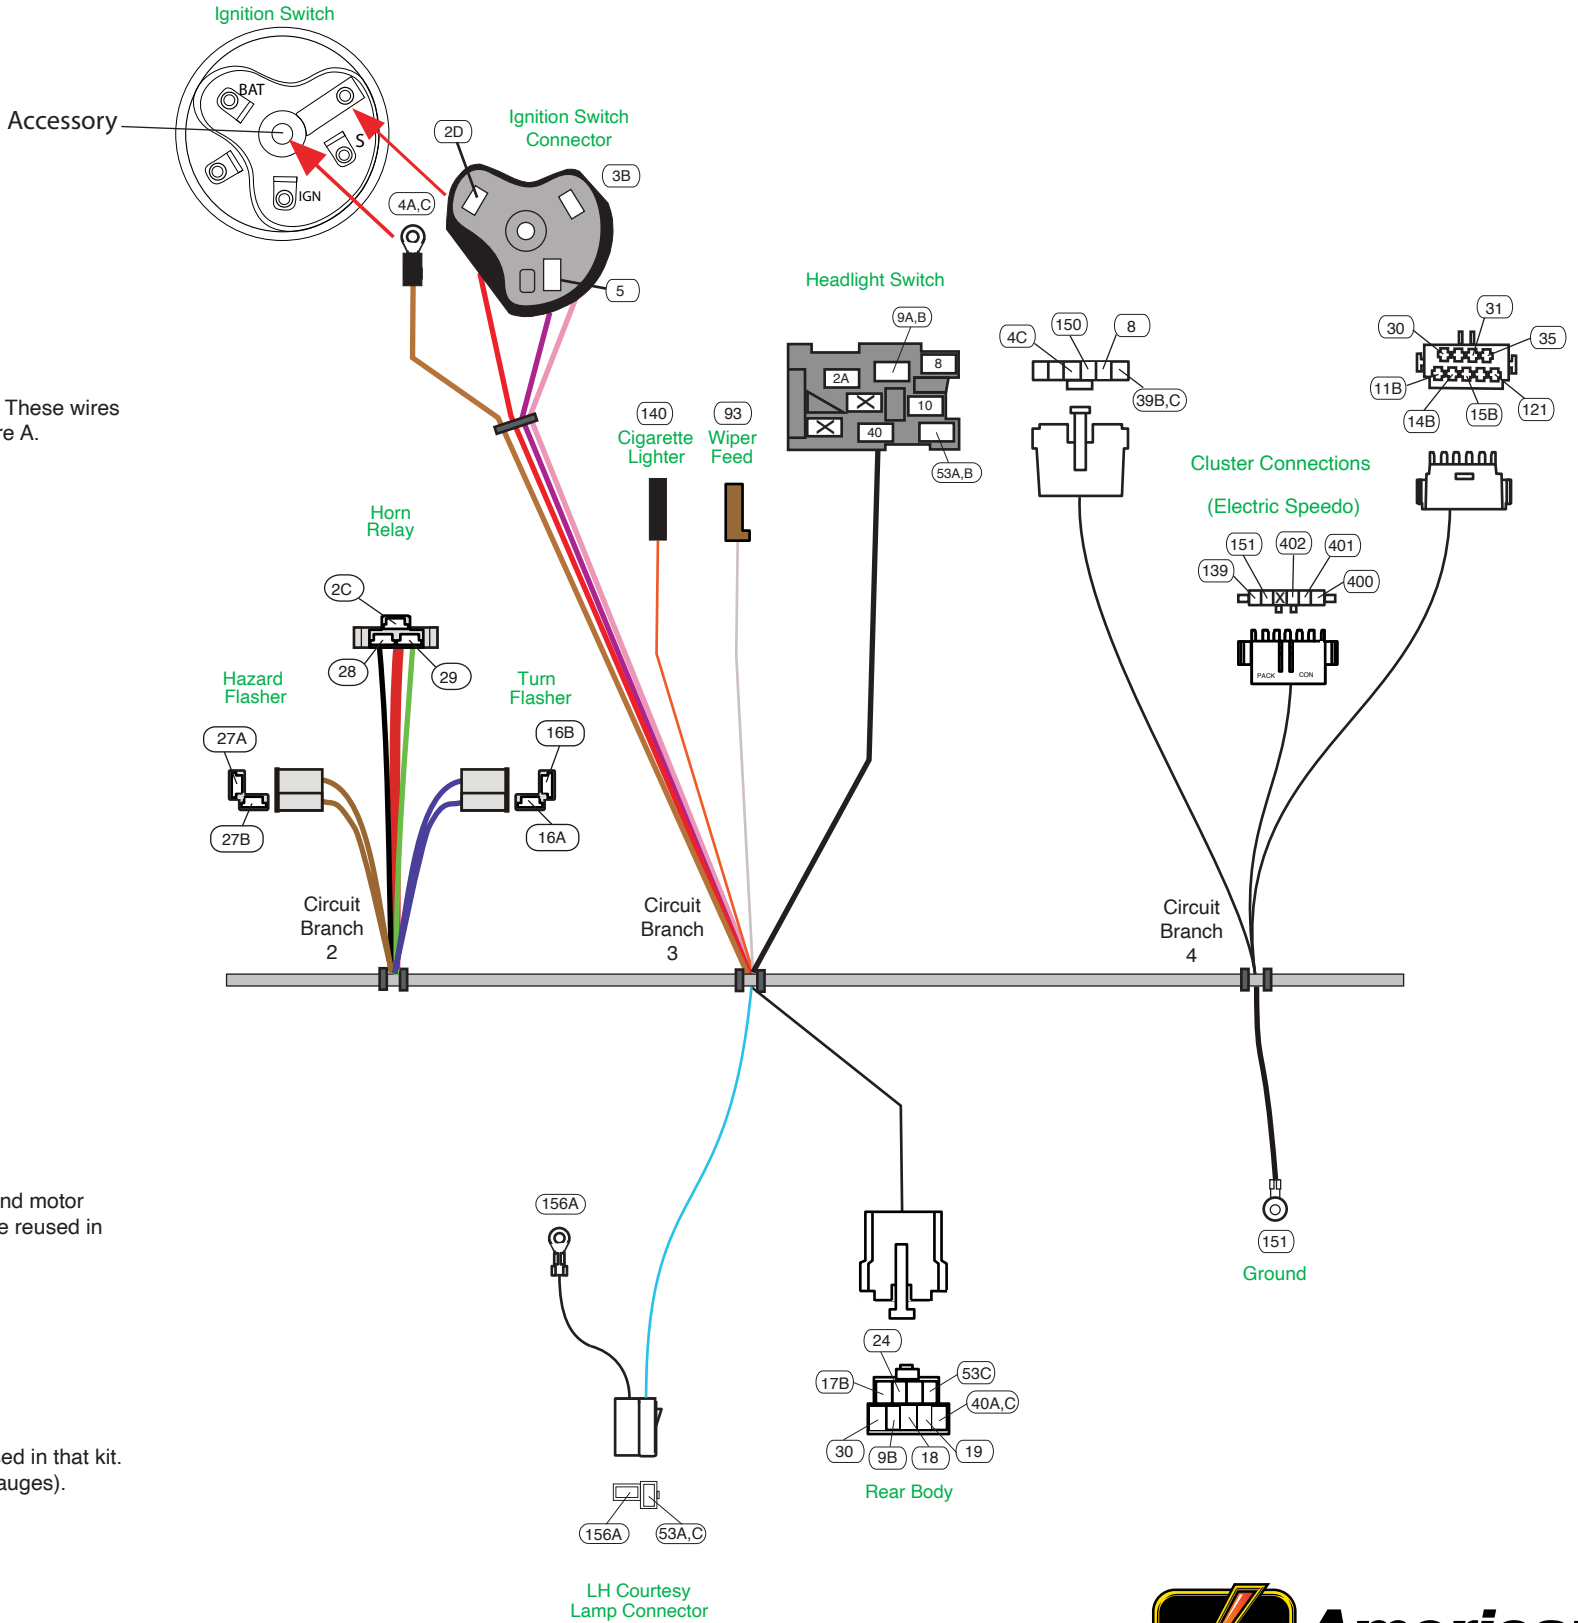 Ignition Switch
BAT
Accessory
S
IGN
2D
Ignition Switch
Connector
3B
4A,C
5
Headlight Switch
9A,B
8
2A
10
40
53A,B
4C
150
8
39B,C
30
31
35
11B
14B
15B
121
These wires
re A.
140
Cigarette
Lighter
93
Wiper
Feed
Cluster Connections
(Electric Speedo)
151
402
401
139
400
X
PACK
CON
Horn
Relay
2C
28
29
Hazard
Flasher
Turn
Flasher
27A
27B
16B
16A
Circuit
Branch
2
Circuit
Branch
3
Circuit
Branch
4
nd motor
e reused in
156A
151
Ground
24
17B
53C
40A,C
30
9B
18
19
Rear Body
sed in that kit.
auges).
156A
53A,C
LH Courtesy
Lamp Connector